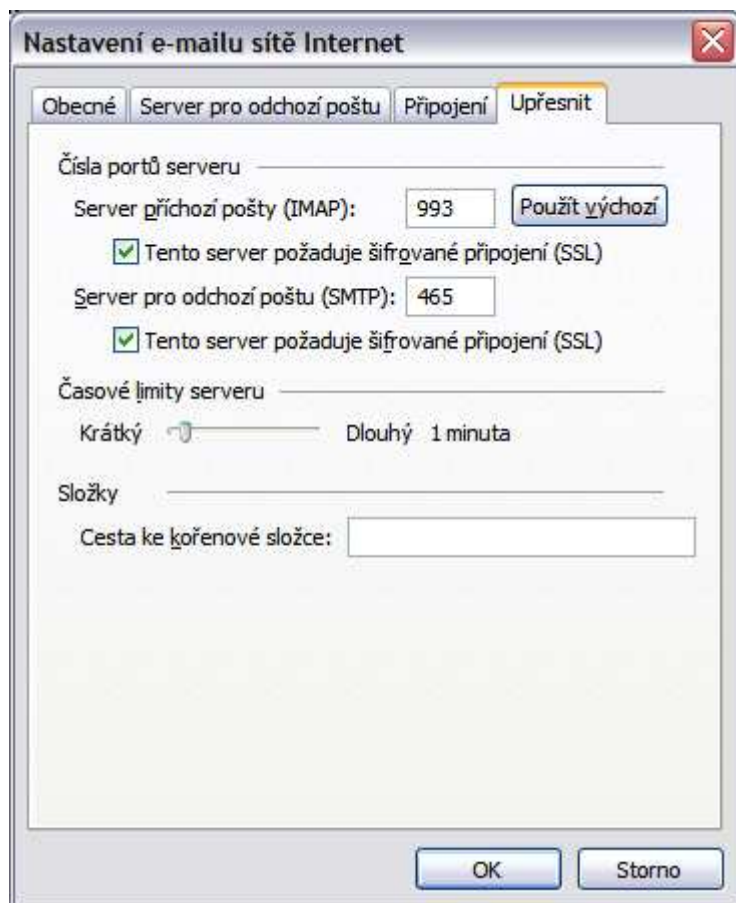 Nastavení e-mailu sítě Internet
Obecné Server pro odchozí poštu Připojení Upřesnit
Čísla portů serveru
Server příchozí pošty (IMAP): 993 Použít výchozí
Tento server požaduje šifrované připojení (SSL)
Server pro odchozí poštu (SMTP): 465
Tento server požaduje šifrované připojení (SSL)
Časové limity serveru
Krátký Dlouhý 1 minuta
Složky
Cesta ke kořenové složce:
OK Storno